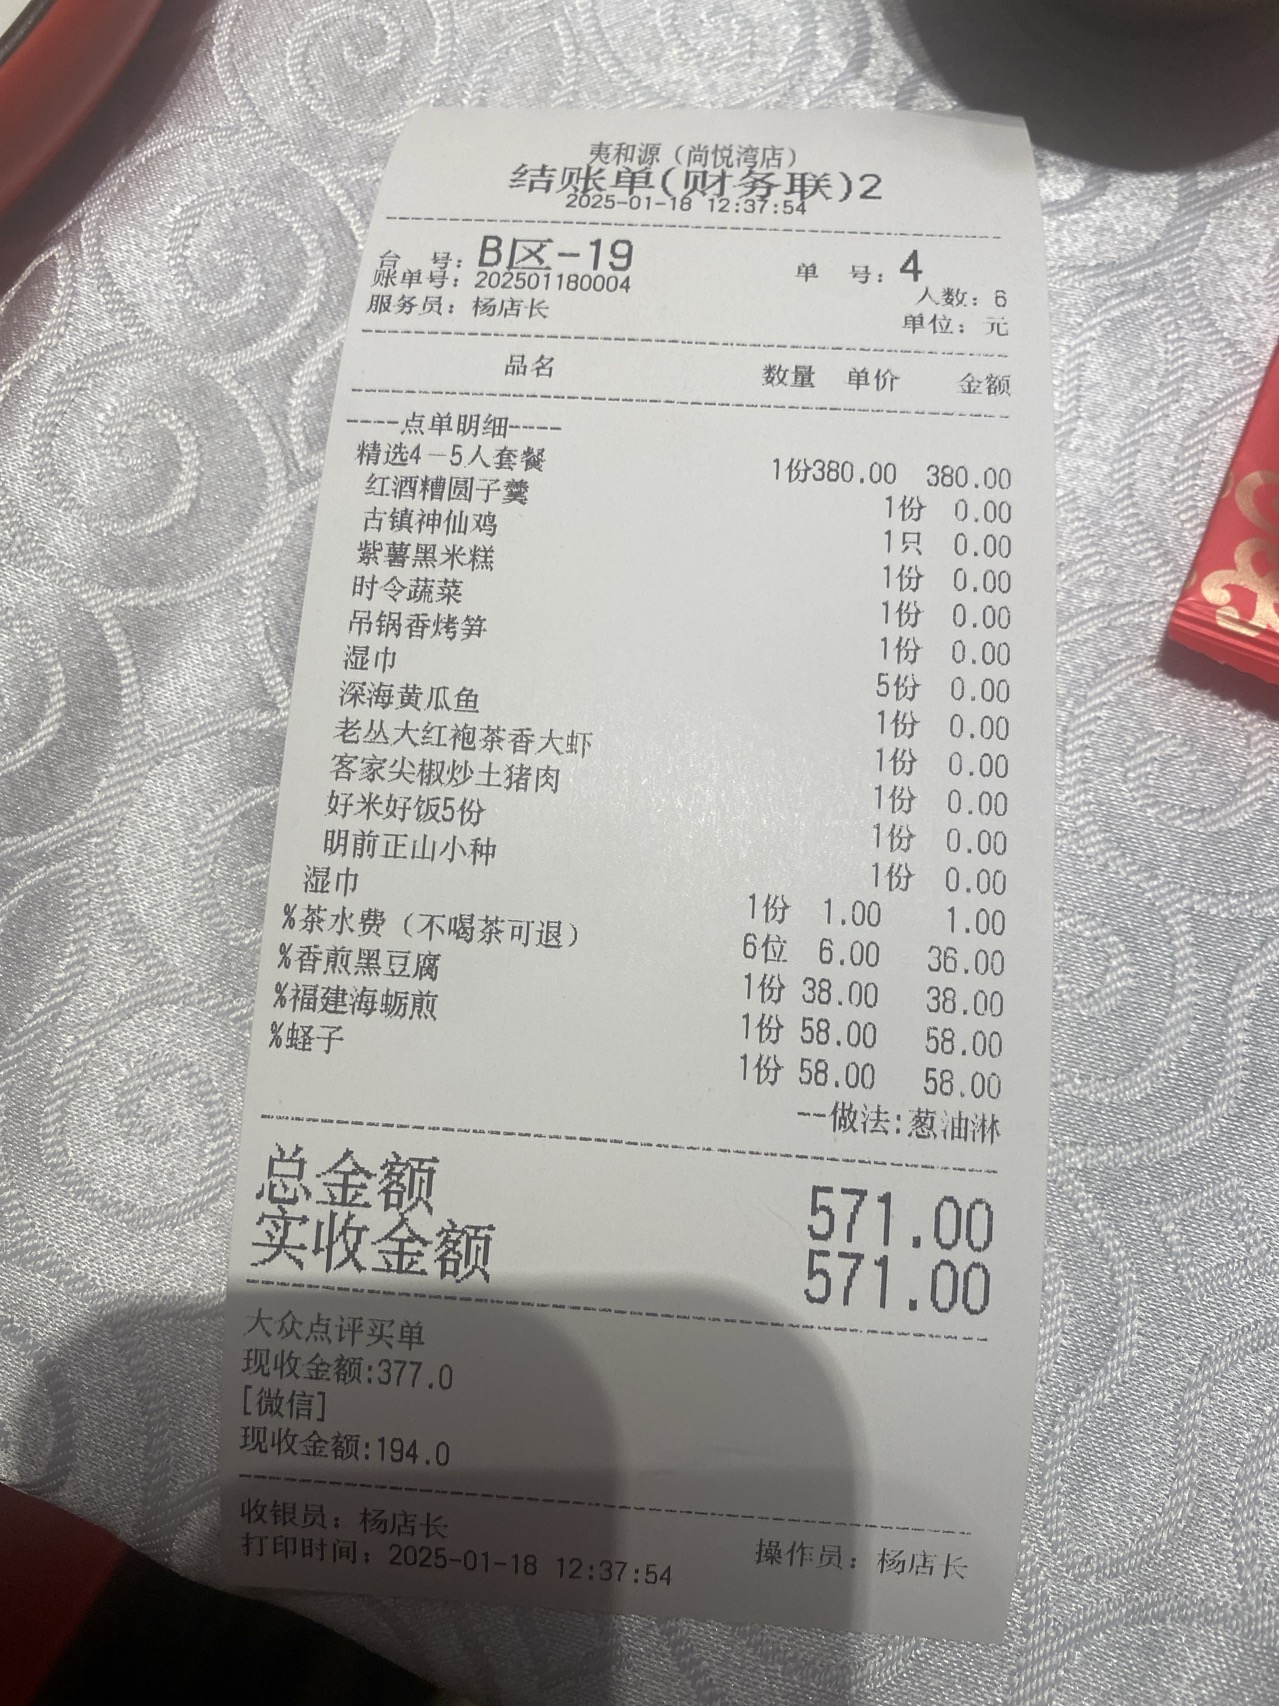 夷和源（尚悦湾店）
结账单(财务联)2
2025-01-18 12:37:54
台 号: B区-19 单 号: 4
账单号: 202501180004 人数: 6
服务员: 杨店长 单位: 元
品名 数量 单价 金额
----点单明细----
精选4－5人套餐 1份380.00 380.00
红酒糟圆子羹 1份 0.00
古镇神仙鸡 1只 0.00
紫薯黑米糕 1份 0.00
时令蔬菜 1份 0.00
吊锅香烤笋 1份 0.00
湿巾 5份 0.00
深海黄瓜鱼 1份 0.00
老丛大红袍茶香大虾 1份 0.00
客家尖椒炒土猪肉 1份 0.00
好米好饭5份 1份 0.00
明前正山小种 1份 0.00
湿巾 1份 1.00 1.00
%茶水费（不喝茶可退） 6位 6.00 36.00
%香煎黑豆腐 1份 38.00 38.00
%福建海蛎煎 1份 58.00 58.00
%蛏子 1份 58.00 58.00
--做法:葱油淋
总金额 571.00
实收金额 571.00
大众点评买单
现收金额:377.0
[微信]
现收金额:194.0
收银员: 杨店长 操作员: 杨店长
打印时间: 2025-01-18 12:37:54